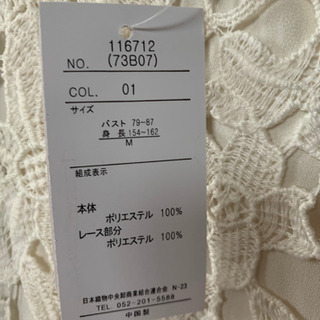 116712
NO. (73B07)
COL. 01
サイズ
バスト 79-87
身長154-162
M
組成表示
本体
ポリエステル 100%
レース部分
ポリエステル 100%
日本織物中央卸商業組合連合会 N-23
TEL 052-201-5588
中国製